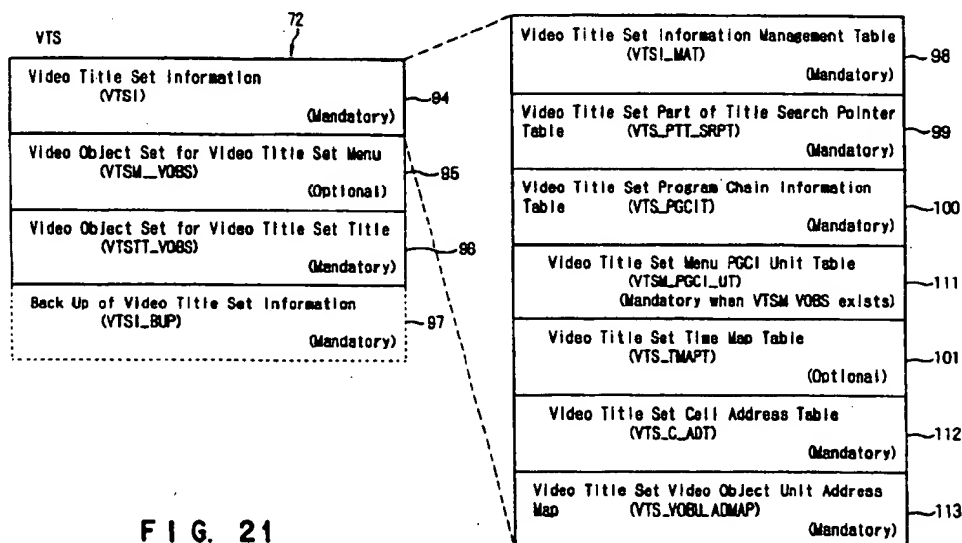 VTS
72
Video Title Set Information
(VTSI)
(Mandatory)
94
Video Object Set for Video Title Set Menu
(VTSM_VOBS)
(Optional)
95
Video Object Set for Video Title Set Title
(VTSTT_VOBS)
(Mandatory)
96
Back Up of Video Title Set Information
(VTSI_BUP)
(Mandatory)
97
Video Title Set Information Management Table
(VTSI_MAT)
(Mandatory)
98
Video Title Set Part of Title Search Pointer
Table (VTS_PTT_SRPT)
(Mandatory)
99
Video Title Set Program Chain Information
Table (VTS_PGCIT)
(Mandatory)
100
Video Title Set Menu PGCI Unit Table
(VTSM_PGCI_UT)
(Mandatory when VTSM VOBS exists)
111
Video Title Set Time Map Table
(VTS_TMAPT)
(Optional)
101
Video Title Set Cell Address Table
(VTS_C_ADT)
(Mandatory)
112
Video Title Set Video Object Unit Address
Map (VTS_VOBU_ADMAP)
(Mandatory)
113
FIG. 21